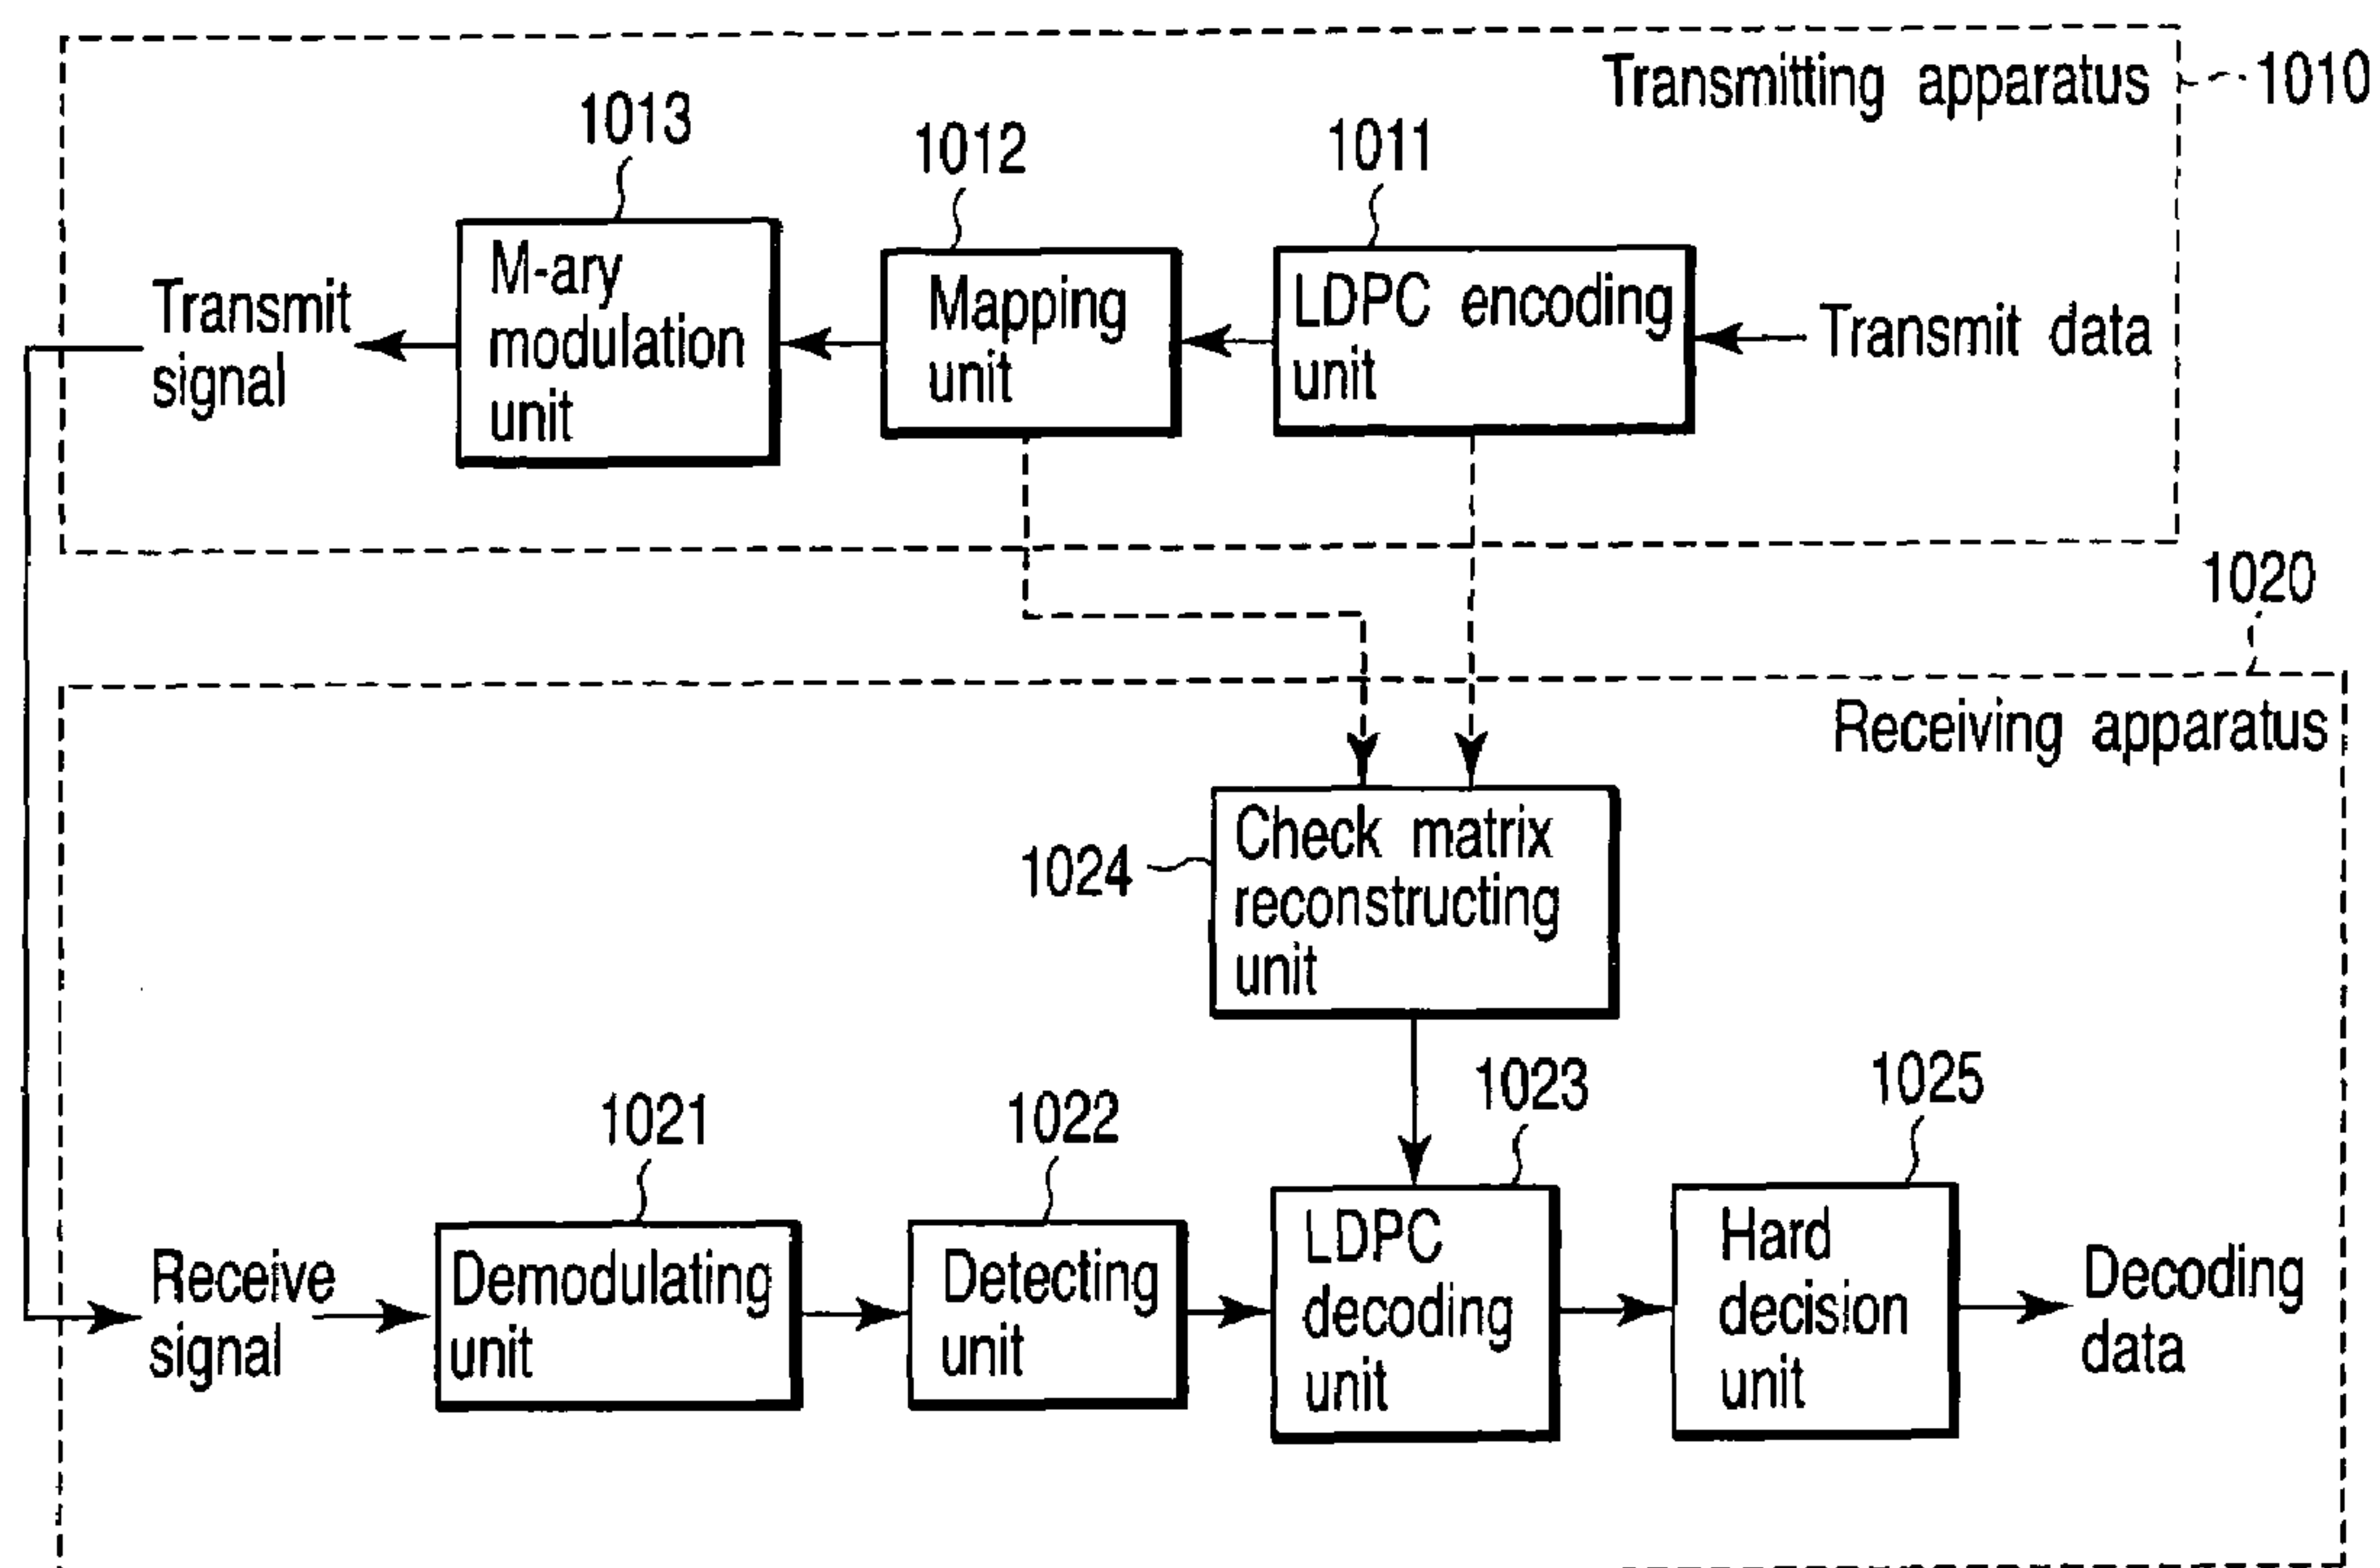 Transmitting apparatus
1010
1013
1012
1011
M-ary
modulation
unit
Mapping
unit
LDPC encoding
unit
Transmit
signal
Transmit data
1020
Receiving apparatus
1024
Check matrix
reconstructing
unit
1021
1022
1023
1025
Receive
signal
Demodulating
unit
Detecting
unit
LDPC
decoding
unit
Hard
decision
unit
Decoding
data